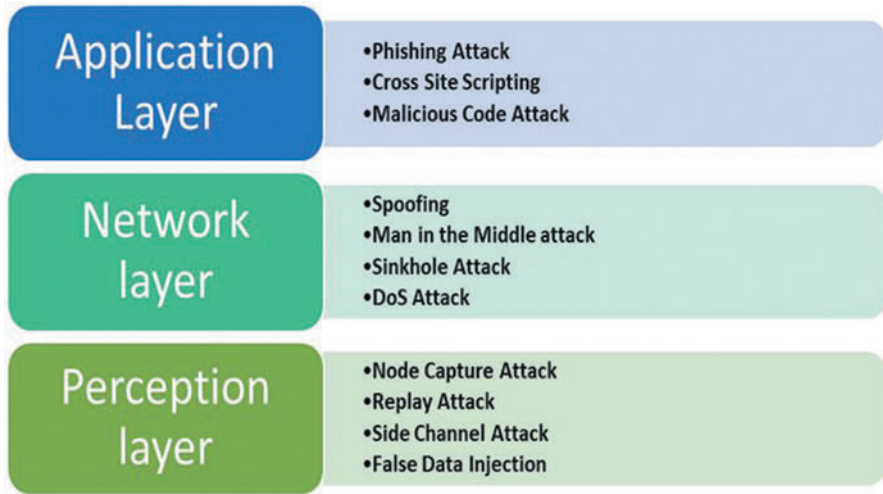 Application
Layer
•Phishing Attack
•Cross Site Scripting
•Malicious Code Attack
Network
layer
•Spoofing
•Man in the Middle attack
•Sinkhole Attack
•DoS Attack
Perception
layer
•Node Capture Attack
•Replay Attack
•Side Channel Attack
•False Data Injection